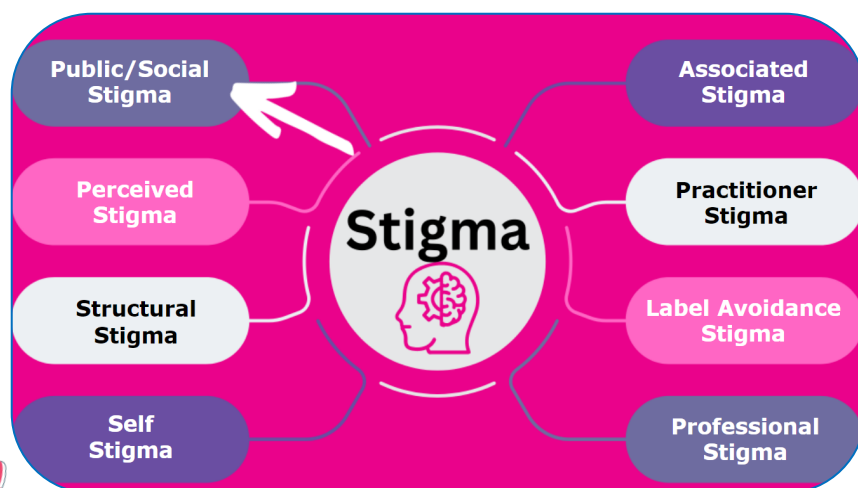 Public/Social
Stigma
Perceived
Stigma
Structural
Stigma
Self
Stigma
Stigma
Associated
Stigma
Practitioner
Stigma
Label Avoidance
Stigma
Professional
Stigma